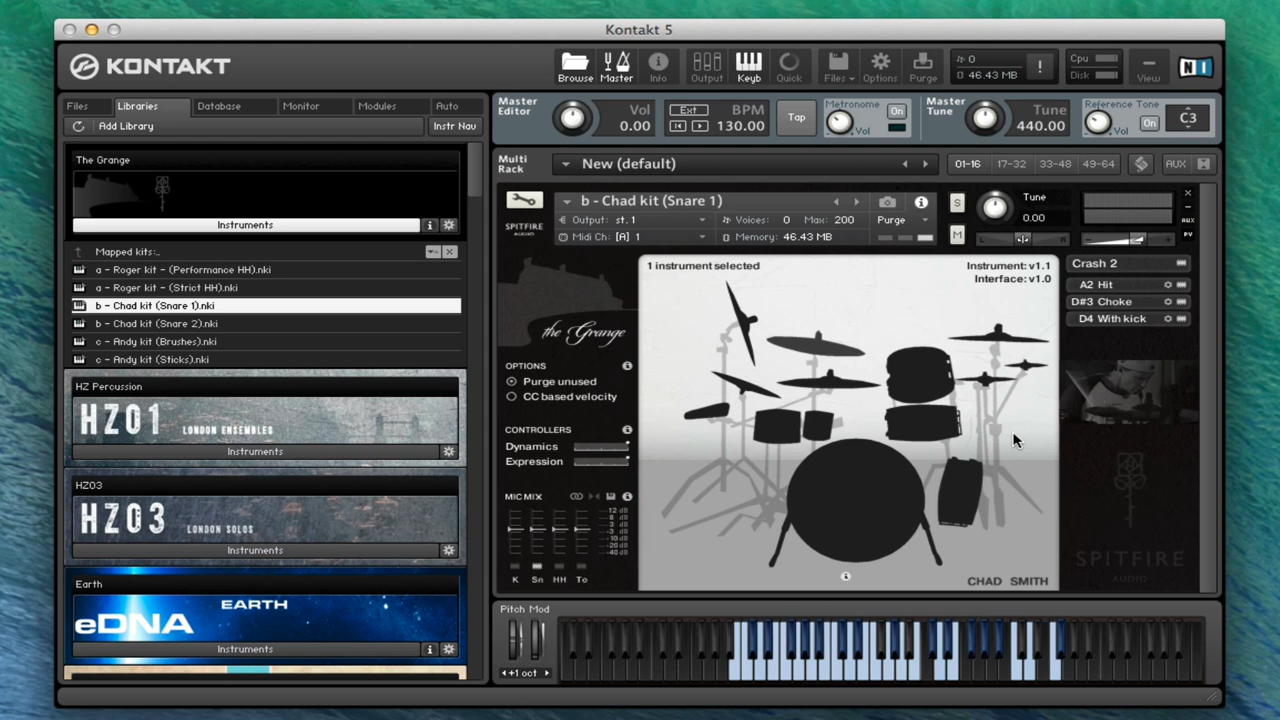 Kontakt 5
KONTAKT
Browse Master Info Output Keyb Quick Files Options Purge
0
46.43 MB
!
Cpu
Disk
View
NI
Files Libraries Database Monitor Modules Auto
Add Library
Instr Nav
The Grange
Instruments
Mapped kits:..
a - Roger kit - (Performance HH).nki
a - Roger kit - (Strict HH).nki
b - Chad kit (Snare 1).nki
b - Chad kit (Snare 2).nki
c - Andy kit (Brushes).nki
c - Andy kit (Sticks).nki
HZ Percussion
HZ01 LONDON ENSEMBLES
Instruments
HZ03
HZ03 LONDON SOLOS
Instruments
Earth
EARTH
eDNA
Instruments
Master Editor
Vol 0.00
Ext
BPM 130.00
Tap
Metronome
On
Vol
Master Tune
Tune 440.00
Reference Tone
Vol
On
C3
Multi Rack
New (default)
01-16 17-32 33-48 49-64
AUX
b - Chad kit (Snare 1)
Output: st. 1 Voices: 0 Max: 200 Purge
Midi Ch: [A] 1 Memory: 46.43 MB
SPITFIRE AUDIO
S
M
Tune
0.00
L R
AUX
PV
the Grange
OPTIONS
Purge unused
CC based velocity
CONTROLLERS
Dynamics
Expression
MIC MIX
12 dB
K Sn HH To
1 instrument selected
Instrument: v1.1
Interface: v1.0
CHAD SMITH
Crash 2
A2 Hit
D#3 Choke
D4 With kick
SPITFIRE
AUDIO
Pitch Mod
+1 oct